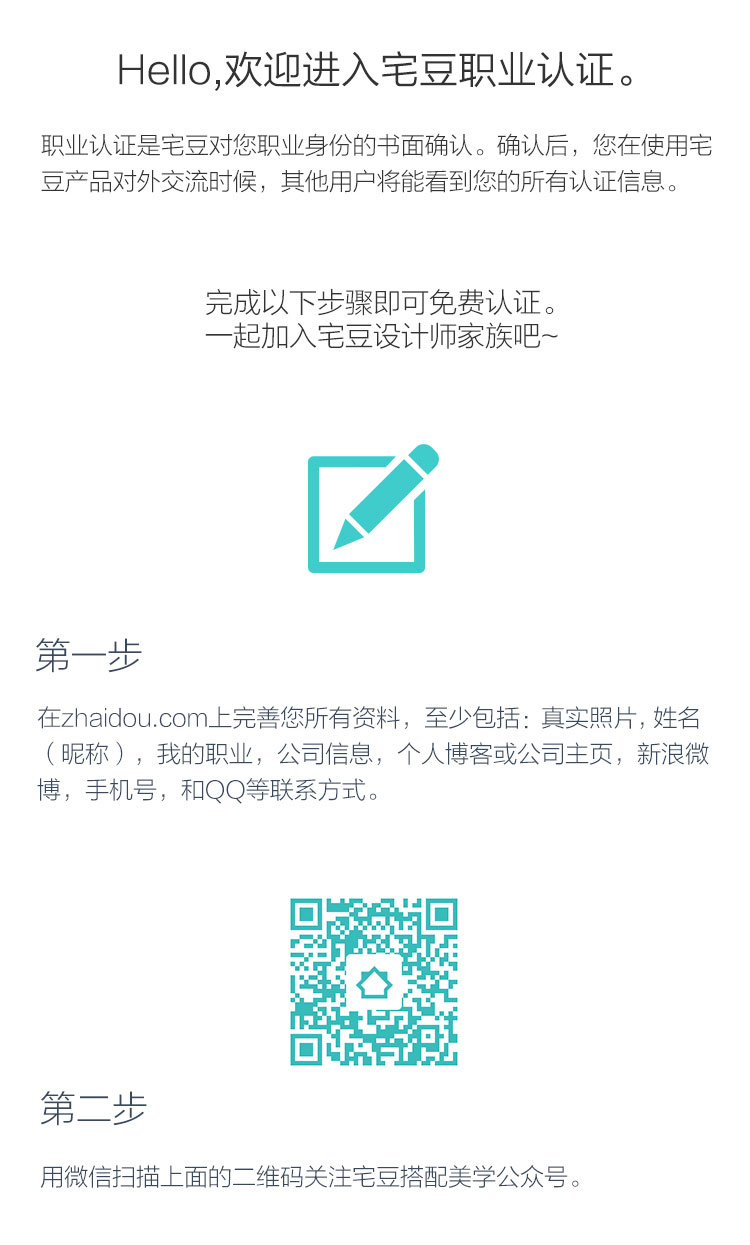 Hello,欢迎进入宅豆职业认证。
职业认证是宅豆对您职业身份的书面确认。确认后，您在使用宅
豆产品对外交流时候，其他用户将能看到您的所有认证信息。
完成以下步骤即可免费认证。
一起加入宅豆设计师家族吧~
第一步
在zhaidou.com上完善您所有资料，至少包括：真实照片，姓名
（昵称），我的职业，公司信息，个人博客或公司主页，新浪微
博，手机号，和QQ等联系方式。
第二步
用微信扫描上面的二维码关注宅豆搭配美学公众号。